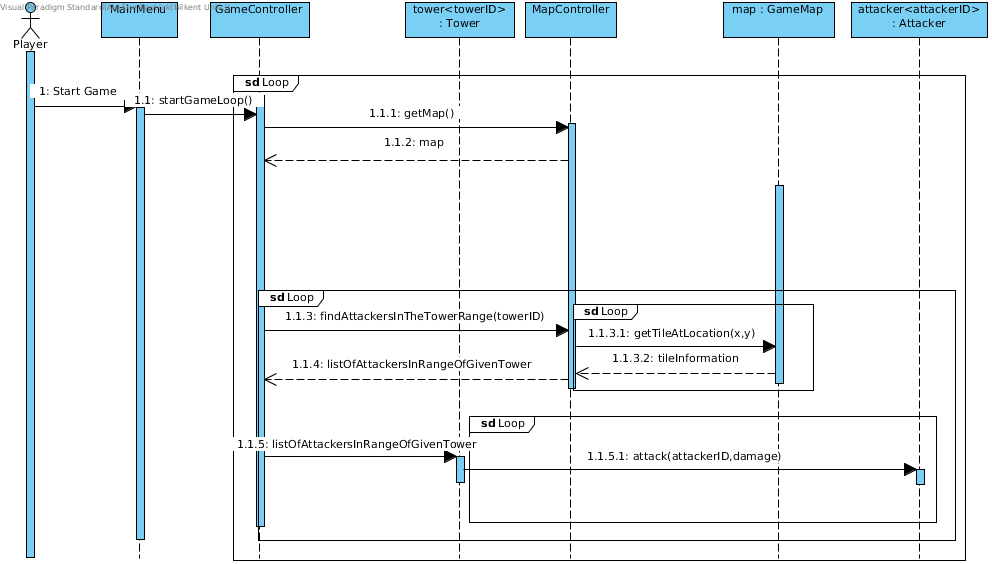 Visual Paradigm Standard
Bilkent U
MainMenu
GameController
tower<towerID>
: Tower
MapController
map : GameMap
attacker<attackerID>
: Attacker
Player
sd Loop
1: Start Game
1.1: startGameLoop()
1.1.1: getMap()
1.1.2: map
sd Loop
sd Loop
1.1.3: findAttackersInTheTowerRange(towerID)
1.1.3.1: getTileAtLocation(x,y)
1.1.3.2: tileInformation
1.1.4: listOfAttackersInRangeOfGivenTower
sd Loop
1.1.5: listOfAttackersInRangeOfGivenTower
1.1.5.1: attack(attackerID,damage)